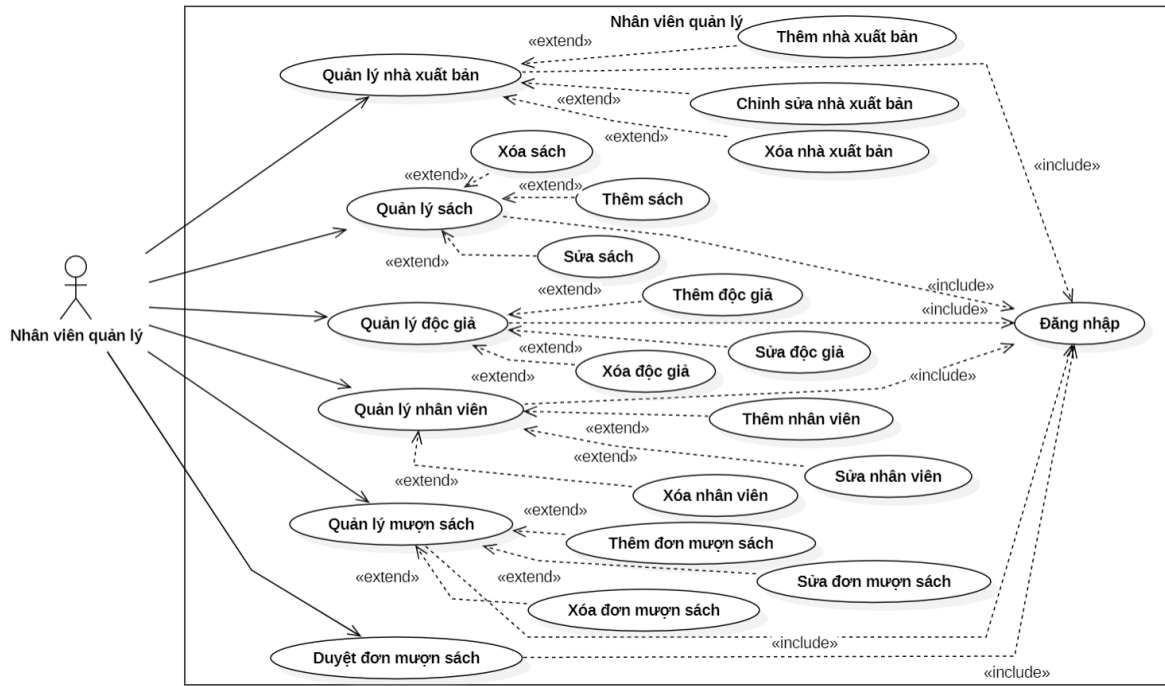 Nhân viên quản lý
«extend»
Thêm nhà xuất bản
Quản lý nhà xuất bản
«extend»
Chỉnh sửa nhà xuất bản
«extend»
Xóa nhà xuất bản
Xóa sách
«include»
«extend»
«extend»
Thêm sách
Quản lý sách
«extend»
Sửa sách
«include»
«extend»
Thêm độc giả
«include»
Nhân viên quản lý
Quản lý độc giả
Đăng nhập
«extend»
Sửa độc giả
«extend»
Xóa độc giả
«include»
Quản lý nhân viên
Thêm nhân viên
«extend»
«extend»
Sửa nhân viên
«extend»
Xóa nhân viên
«extend»
Quản lý mượn sách
Thêm đơn mượn sách
«extend»
«extend»
Sửa đơn mượn sách
Xóa đơn mượn sách
«include»
Duyệt đơn mượn sách
«include»